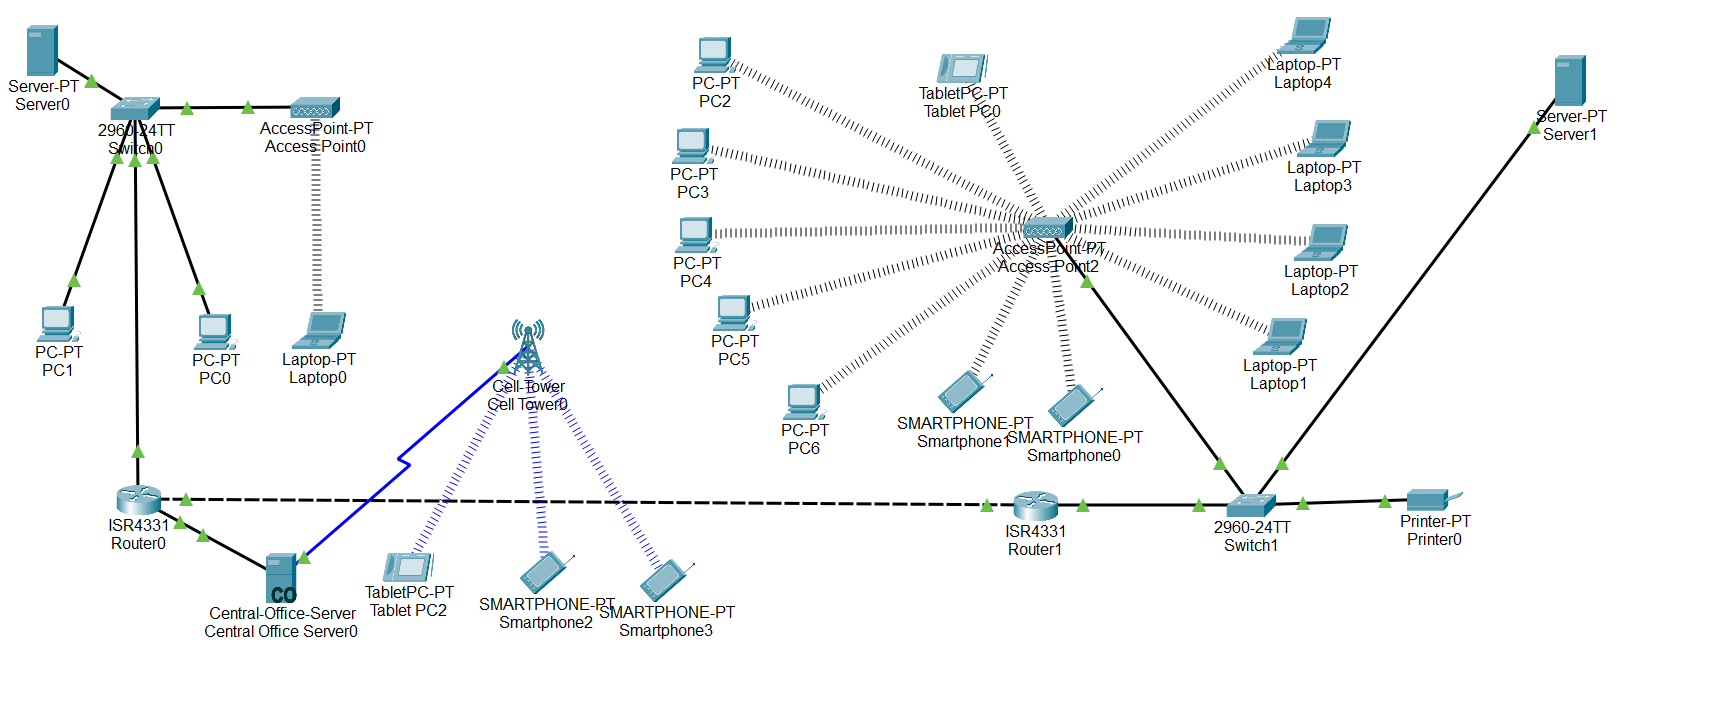 Server-PT
Server0
2960-24TT
Switch0
AccessPoint-PT
Access Point0
PC-PT
PC1
PC-PT
PC0
Laptop-PT
Laptop0
PC-PT
PC2
TabletPC-PT
Tablet PC0
Laptop-PT
Laptop4
Server-PT
Server1
PC-PT
PC3
Laptop-PT
Laptop3
AccessPoint-PT
Access Point2
PC-PT
PC4
Laptop-PT
Laptop2
PC-PT
PC5
Laptop-PT
Laptop1
Cell-Tower
Cell Tower0
PC-PT
PC6
SMARTPHONE-PT
Smartphone1
SMARTPHONE-PT
Smartphone0
ISR4331
Router0
ISR4331
Router1
2960-24TT
Switch1
Printer-PT
Printer0
CO
Central-Office-Server
Central Office Server0
TabletPC-PT
Tablet PC2
SMARTPHONE-PT
Smartphone2
SMARTPHONE-PT
Smartphone3